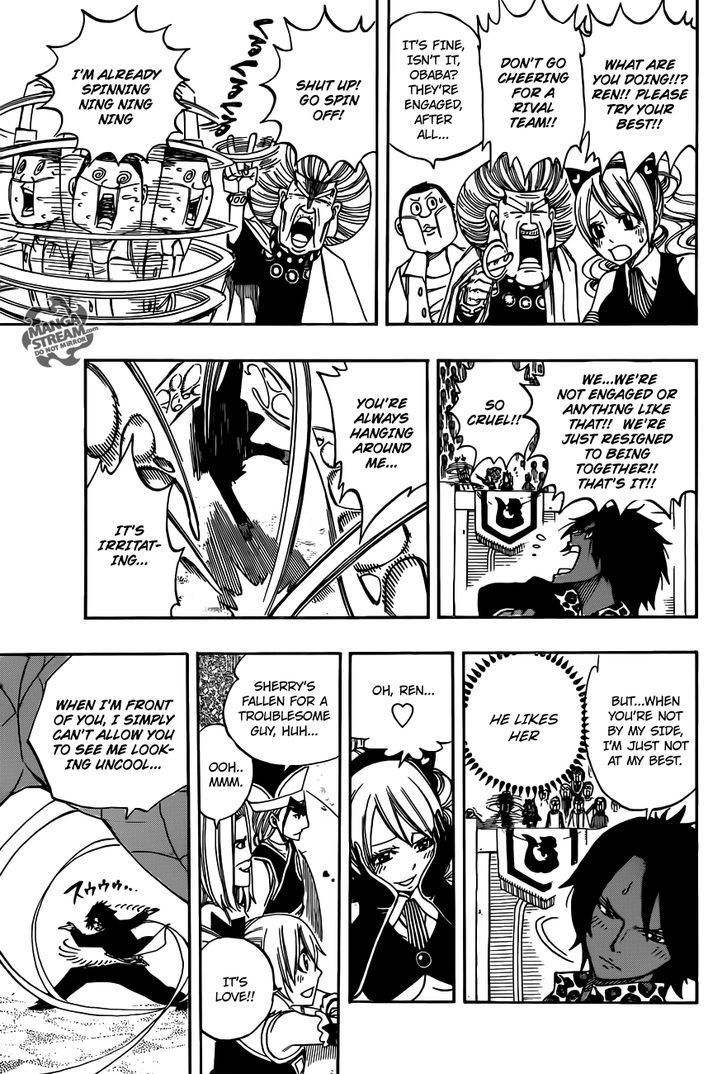 WHAT ARE
YOU DOING!!?
REN!! PLEASE
TRY YOUR
BEST!!
DON'T GO
CHEERING
FOR A
RIVAL
TEAM!!
IT'S FINE,
ISN'T IT,
OBABA?
THEY'RE
ENGAGED,
AFTER
ALL...
SHUT UP!
GO SPIN
OFF!
I'M ALREADY
SPINNING
NING NING
NING
MANGA
STREAM.com
DO NOT MIRROR!
WE...WE'RE
NOT ENGAGED OR
ANYTHING LIKE
THAT!! WE'RE
JUST RESIGNED
TO BEING
TOGETHER!!
THAT'S IT!!
SO
CRUEL!!
YOU'RE
ALWAYS
HANGING
AROUND
ME...
IT'S
IRRITAT-
ING...
BUT...WHEN
YOU'RE NOT
BY MY SIDE,
I'M JUST NOT
AT MY BEST.
HE LIKES
HER
OH, REN...
♡
SHERRY'S
FALLEN FOR A
TROUBLESOME
GUY, HUH...
OOH..
MMM.
IT'S
LOVE!!
WHEN I'M FRONT
OF YOU, I SIMPLY
CAN'T ALLOW YOU
TO SEE ME LOOK-
ING UNCOOL...
スゥゥゥ...